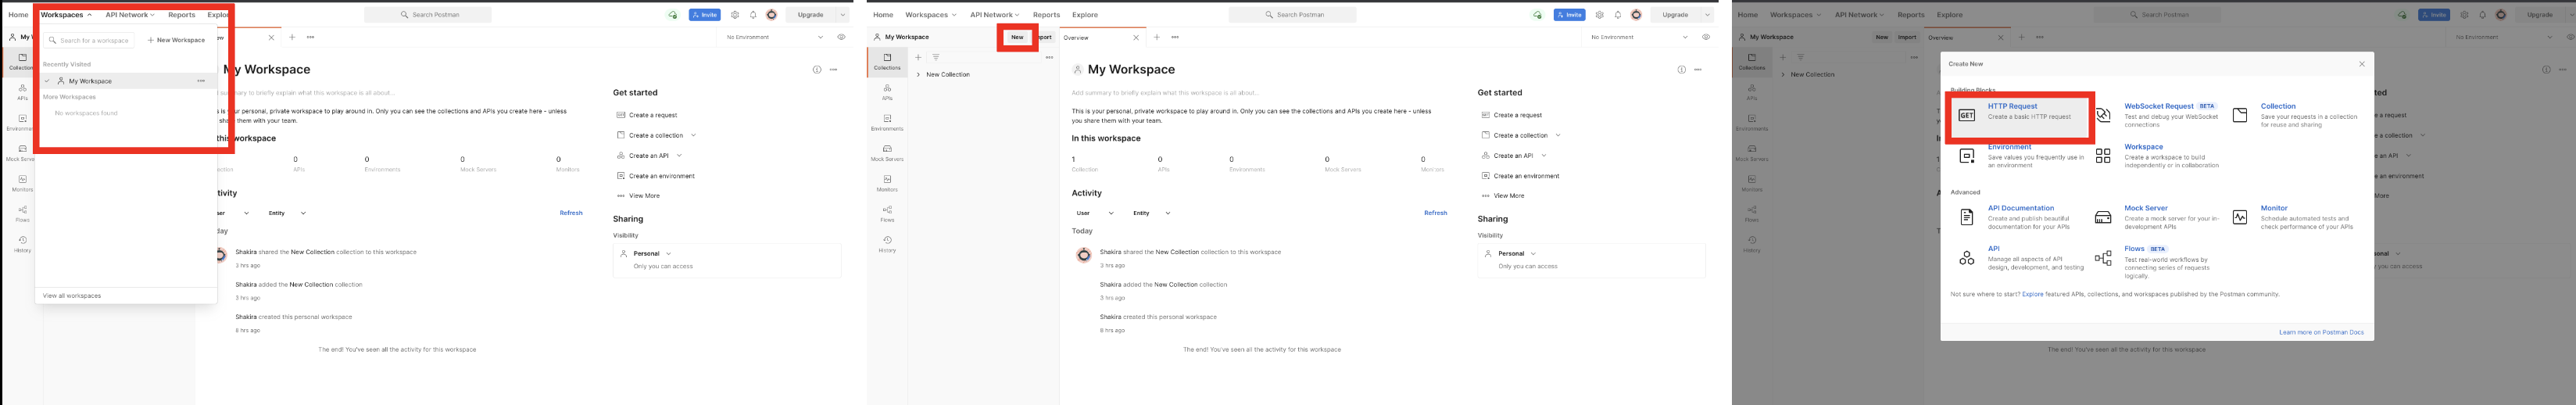 Home Workspaces API Network Reports Explor
Search Postman
Invite Upgrade
My W
Search for a workspace New Workspace
Recently Visited
My Workspace
More Workspaces
No workspaces found
View all workspaces
Collection
APIs
Environmen
Mock Serve
Monitors
Flows
History
No Environment
My Workspace
This is your personal, private workspace to play around in. Only you can see the collections and APIs you create here - unless
you share them with your team.
this workspace
0 0 0 0
APIs Environments Mock Servers Monitors
tivity
Entity Refresh
Shakira shared the New Collection collection to this workspace
3 hrs ago
Shakira added the New Collection collection
3 hrs ago
Shakira created this personal workspace
8 hrs ago
The end! You've seen all the activity for this workspace
Get started
Create a request
Create a collection
Create an API
Create an environment
View More
Sharing
Visibility
Personal
Only you can access
Home Workspaces API Network Reports Explore
Search Postman
Invite Upgrade
My Workspace New Import
Overview
No Environment
Collections
APIs
Environments
Mock Servers
Monitors
Flows
History
New Collection
My Workspace
Add summary to briefly explain what this workspace is all about...
This is your personal, private workspace to play around in. Only you can see the collections and APIs you create here - unless
you share them with your team.
In this workspace
1 0 0 0 0
Collection APIs Environments Mock Servers Monitors
Activity
User Entity Refresh
Today
Shakira shared the New Collection collection to this workspace
3 hrs ago
Shakira added the New Collection collection
3 hrs ago
Shakira created this personal workspace
8 hrs ago
The end! You've seen all the activity for this workspace
Get started
Create a request
Create a collection
Create an API
Create an environment
View More
Sharing
Visibility
Personal
Only you can access
Home Workspaces API Network Reports Explore
Search Postman
Invite Upgrade
My Workspace New Import
Overview
No Environment
Collections
APIs
Environments
Mock Servers
Monitors
Flows
History
New Collection
Create New
Building Blocks
HTTP Request
Create a basic HTTP request
WebSocket Request BETA
Test and debug your WebSocket
connections
Collection
Save your requests in a collection
for reuse and sharing
Environment
Save values you frequently use in
an environment
Workspace
Create a workspace to build
independently or in collaboration
Advanced
API Documentation
Create and publish beautiful
documentation for your APIs
Mock Server
Create a mock server for your in-
development APIs
Monitor
Schedule automated tests and
check performance of your APIs
API
Manage all aspects of API
design, development, and testing
Flows BETA
Test real-world workflows by
connecting series of requests
logically.
Not sure where to start? Explore featured APIs, collections, and workspaces published by the Postman community.
Learn more on Postman Docs
The end! You've seen all the activity for this workspace